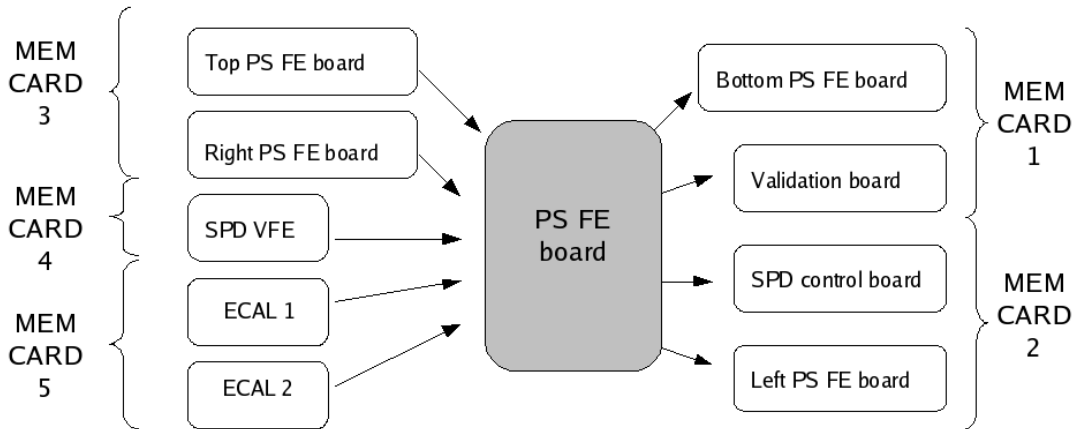 MEM
CARD
3
Top PS FE board
Right PS FE board
MEM
CARD
4
SPD VFE
MEM
CARD
5
ECAL 1
ECAL 2
PS FE
board
Bottom PS FE board
Validation board
MEM
CARD
1
SPD control board
Left PS FE board
MEM
CARD
2